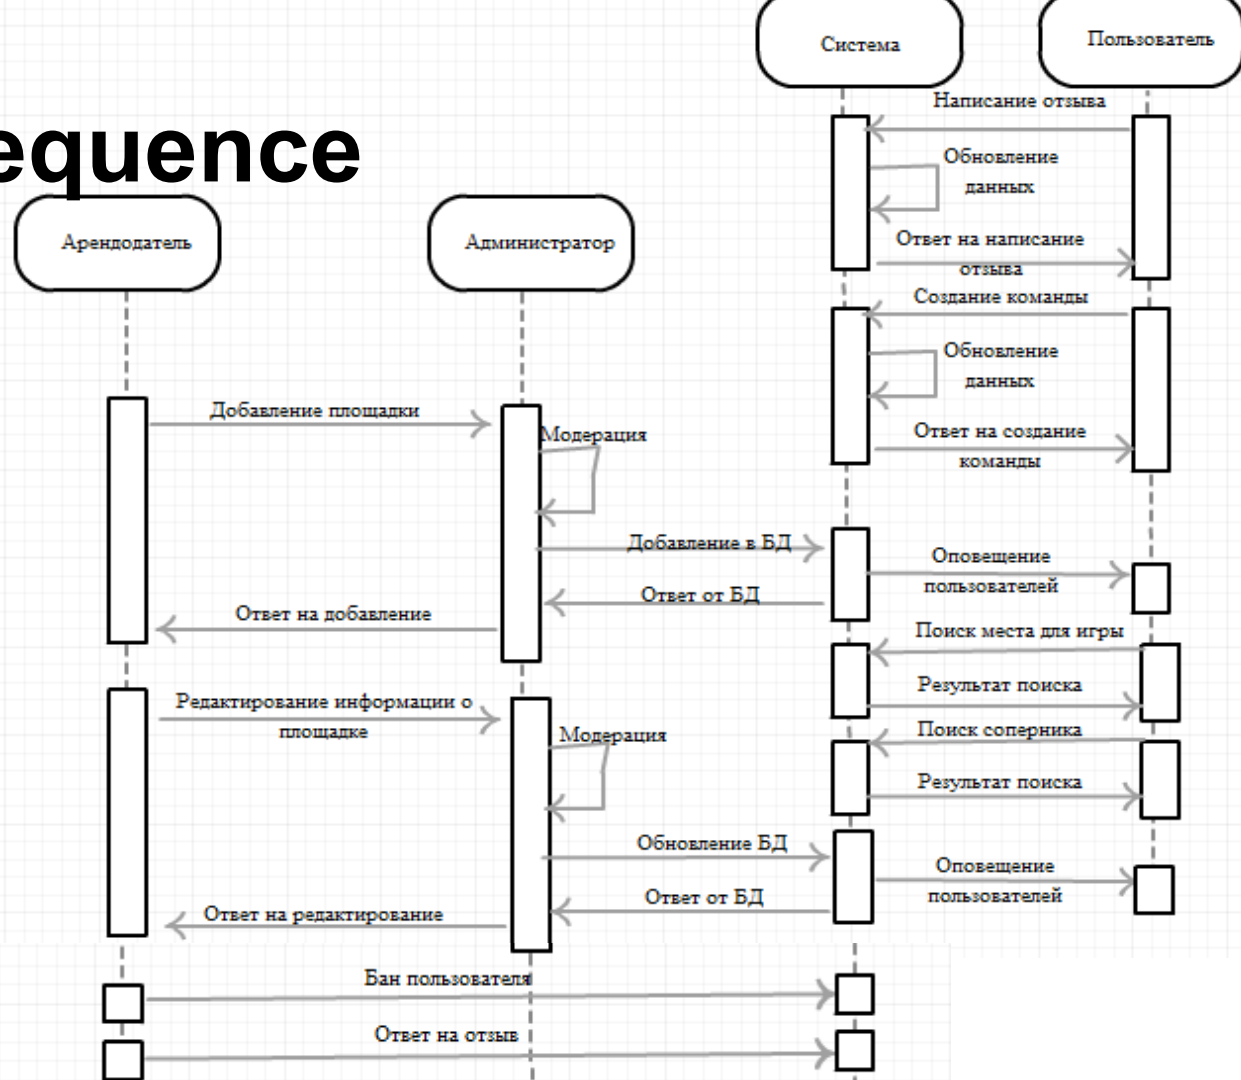 Система
Пользователь
Написание отзыва
equence
Обновление
данных
Арендодатель
Администратор
Ответ на написание
отзыва
Создание команды
Обновление
данных
Добавление площадки
Модерация
Ответ на создание
команды
Добавление в БД
Оповещение
пользователей
Ответ от БД
Ответ на добавление
Поиск места для игры
Результат поиска
Редактирование информации о
площадке
Поиск соперника
Модерация
Результат поиска
Обновление БД
Оповещение
пользователей
Ответ от БД
Ответ на редактирование
Бан пользователя
Ответ на отзыв